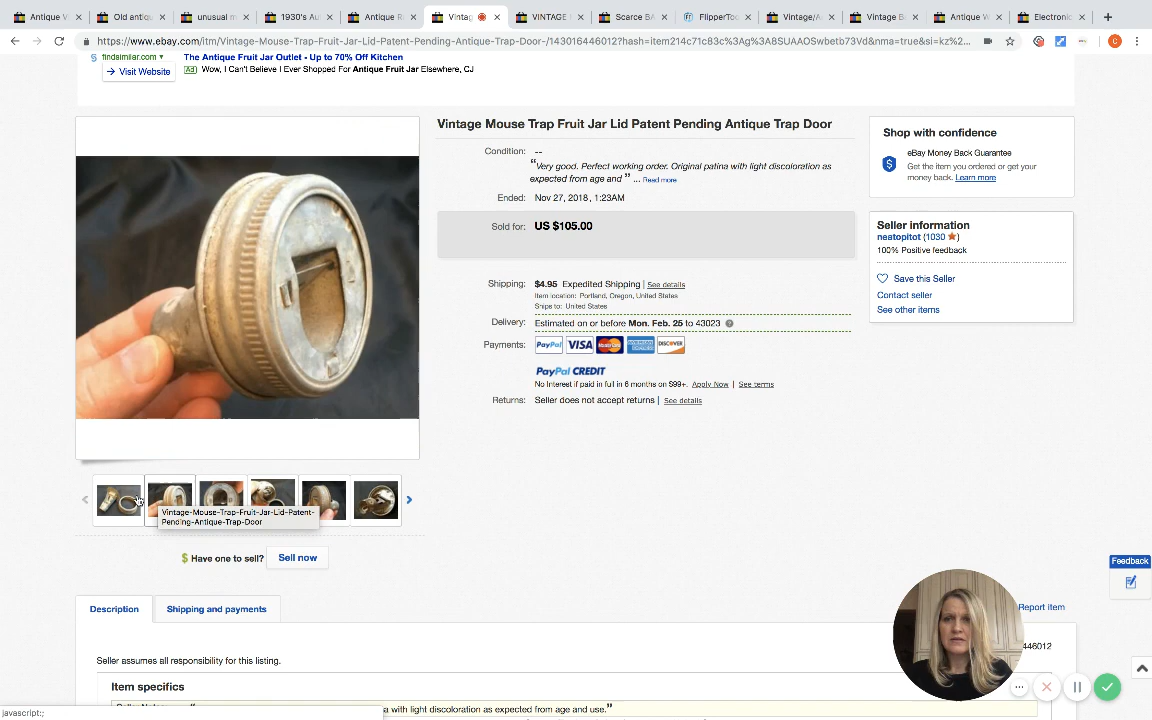 Antique V
Old antiqu
unusual m
1930's Au
Antique R
Vintag
VINTAGE
Scarce BA
FlipperToo
Vintage/A
Vintage B
Antique W
Electronic
https://www.ebay.com/itm/Vintage-Mouse-Trap-Fruit-Jar-Lid-Patent-Pending-Antique-Trap-Door-/143016446012?hash=item214c71c83c%3Ag%3A8SUAAOSwbetb73Vd&nma=true&si=kz%2...
C
findsimilar.com
Visit Website
The Antique Fruit Jar Outlet - Up to 70% Off Kitchen
Ad Wow, I Can't Believe I Ever Shopped For Antique Fruit Jar Elsewhere, CJ
Vintage Mouse Trap Fruit Jar Lid Patent Pending Antique Trap Door
Condition: --
"Very good. Perfect working order. Original patina with light discoloration as
expected from age and " ... Read more
Ended: Nov 27, 2018 , 1:23AM
Sold for: US $105.00
Shipping: $4.95 Expedited Shipping | See details
Item location: Portland, Oregon, United States
Ships to: United States
Delivery: Estimated on or before Mon. Feb. 25 to 43023
Payments: PayPal VISA MasterCard AMERICAN EXPRESS DISCOVER
PayPal CREDIT
No Interest if paid in full in 6 months on $99+. Apply Now | See terms
Returns: Seller does not accept returns | See details
Shop with confidence
eBay Money Back Guarantee
Get the item you ordered or get your
money back. Learn more
Seller information
neatopitot (1030)
100% Positive feedback
Save this Seller
Contact seller
See other items
Vintage-Mouse-Trap-Fruit-Jar-Lid-Patent-
Pending-Antique-Trap-Door
$ Have one to sell? Sell now
Feedback
Description
Shipping and payments
Report item
446012
Seller assumes all responsibility for this listing.
Item specifics
a with light discoloration as expected from age and use."
javascript:;